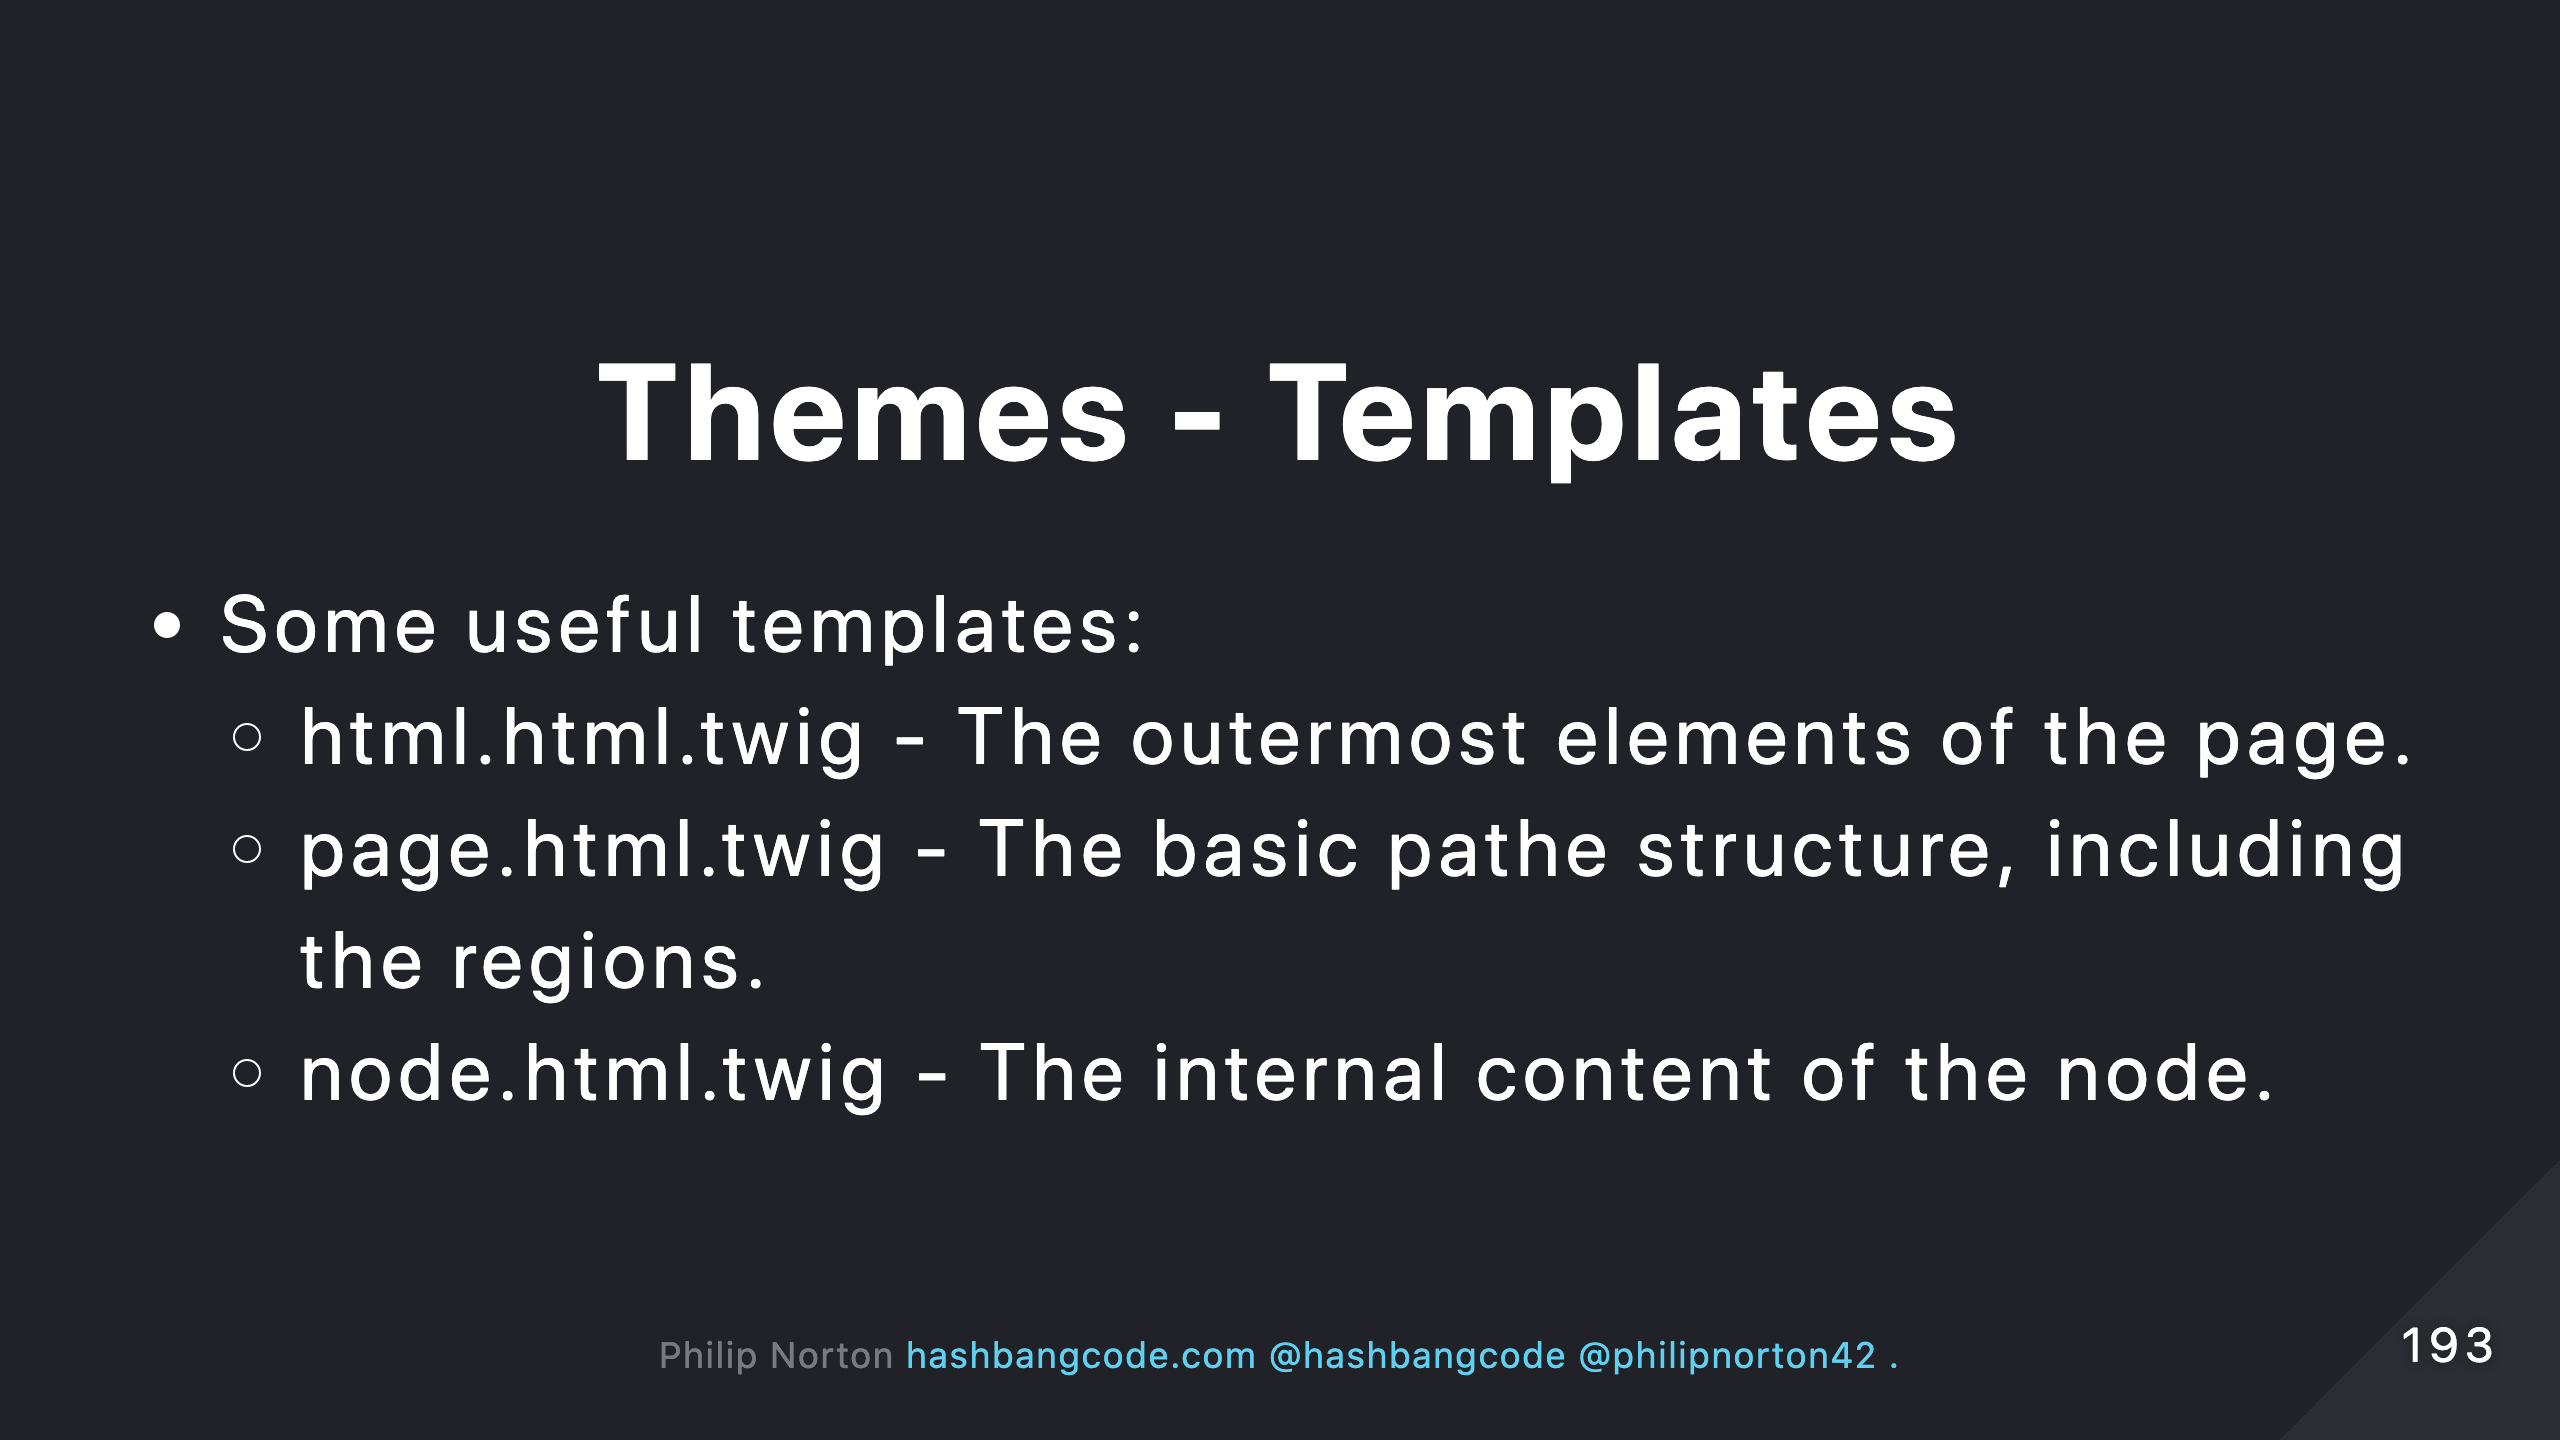 Themes - Templates
• Some useful templates:
○ html.html.twig - The outermost elements of the page.
○ page.html.twig - The basic pathe structure, including
the regions.
○ node.html.twig - The internal content of the node.
Philip Norton hashbangcode.com @hashbangcode @philipnorton42 .
193